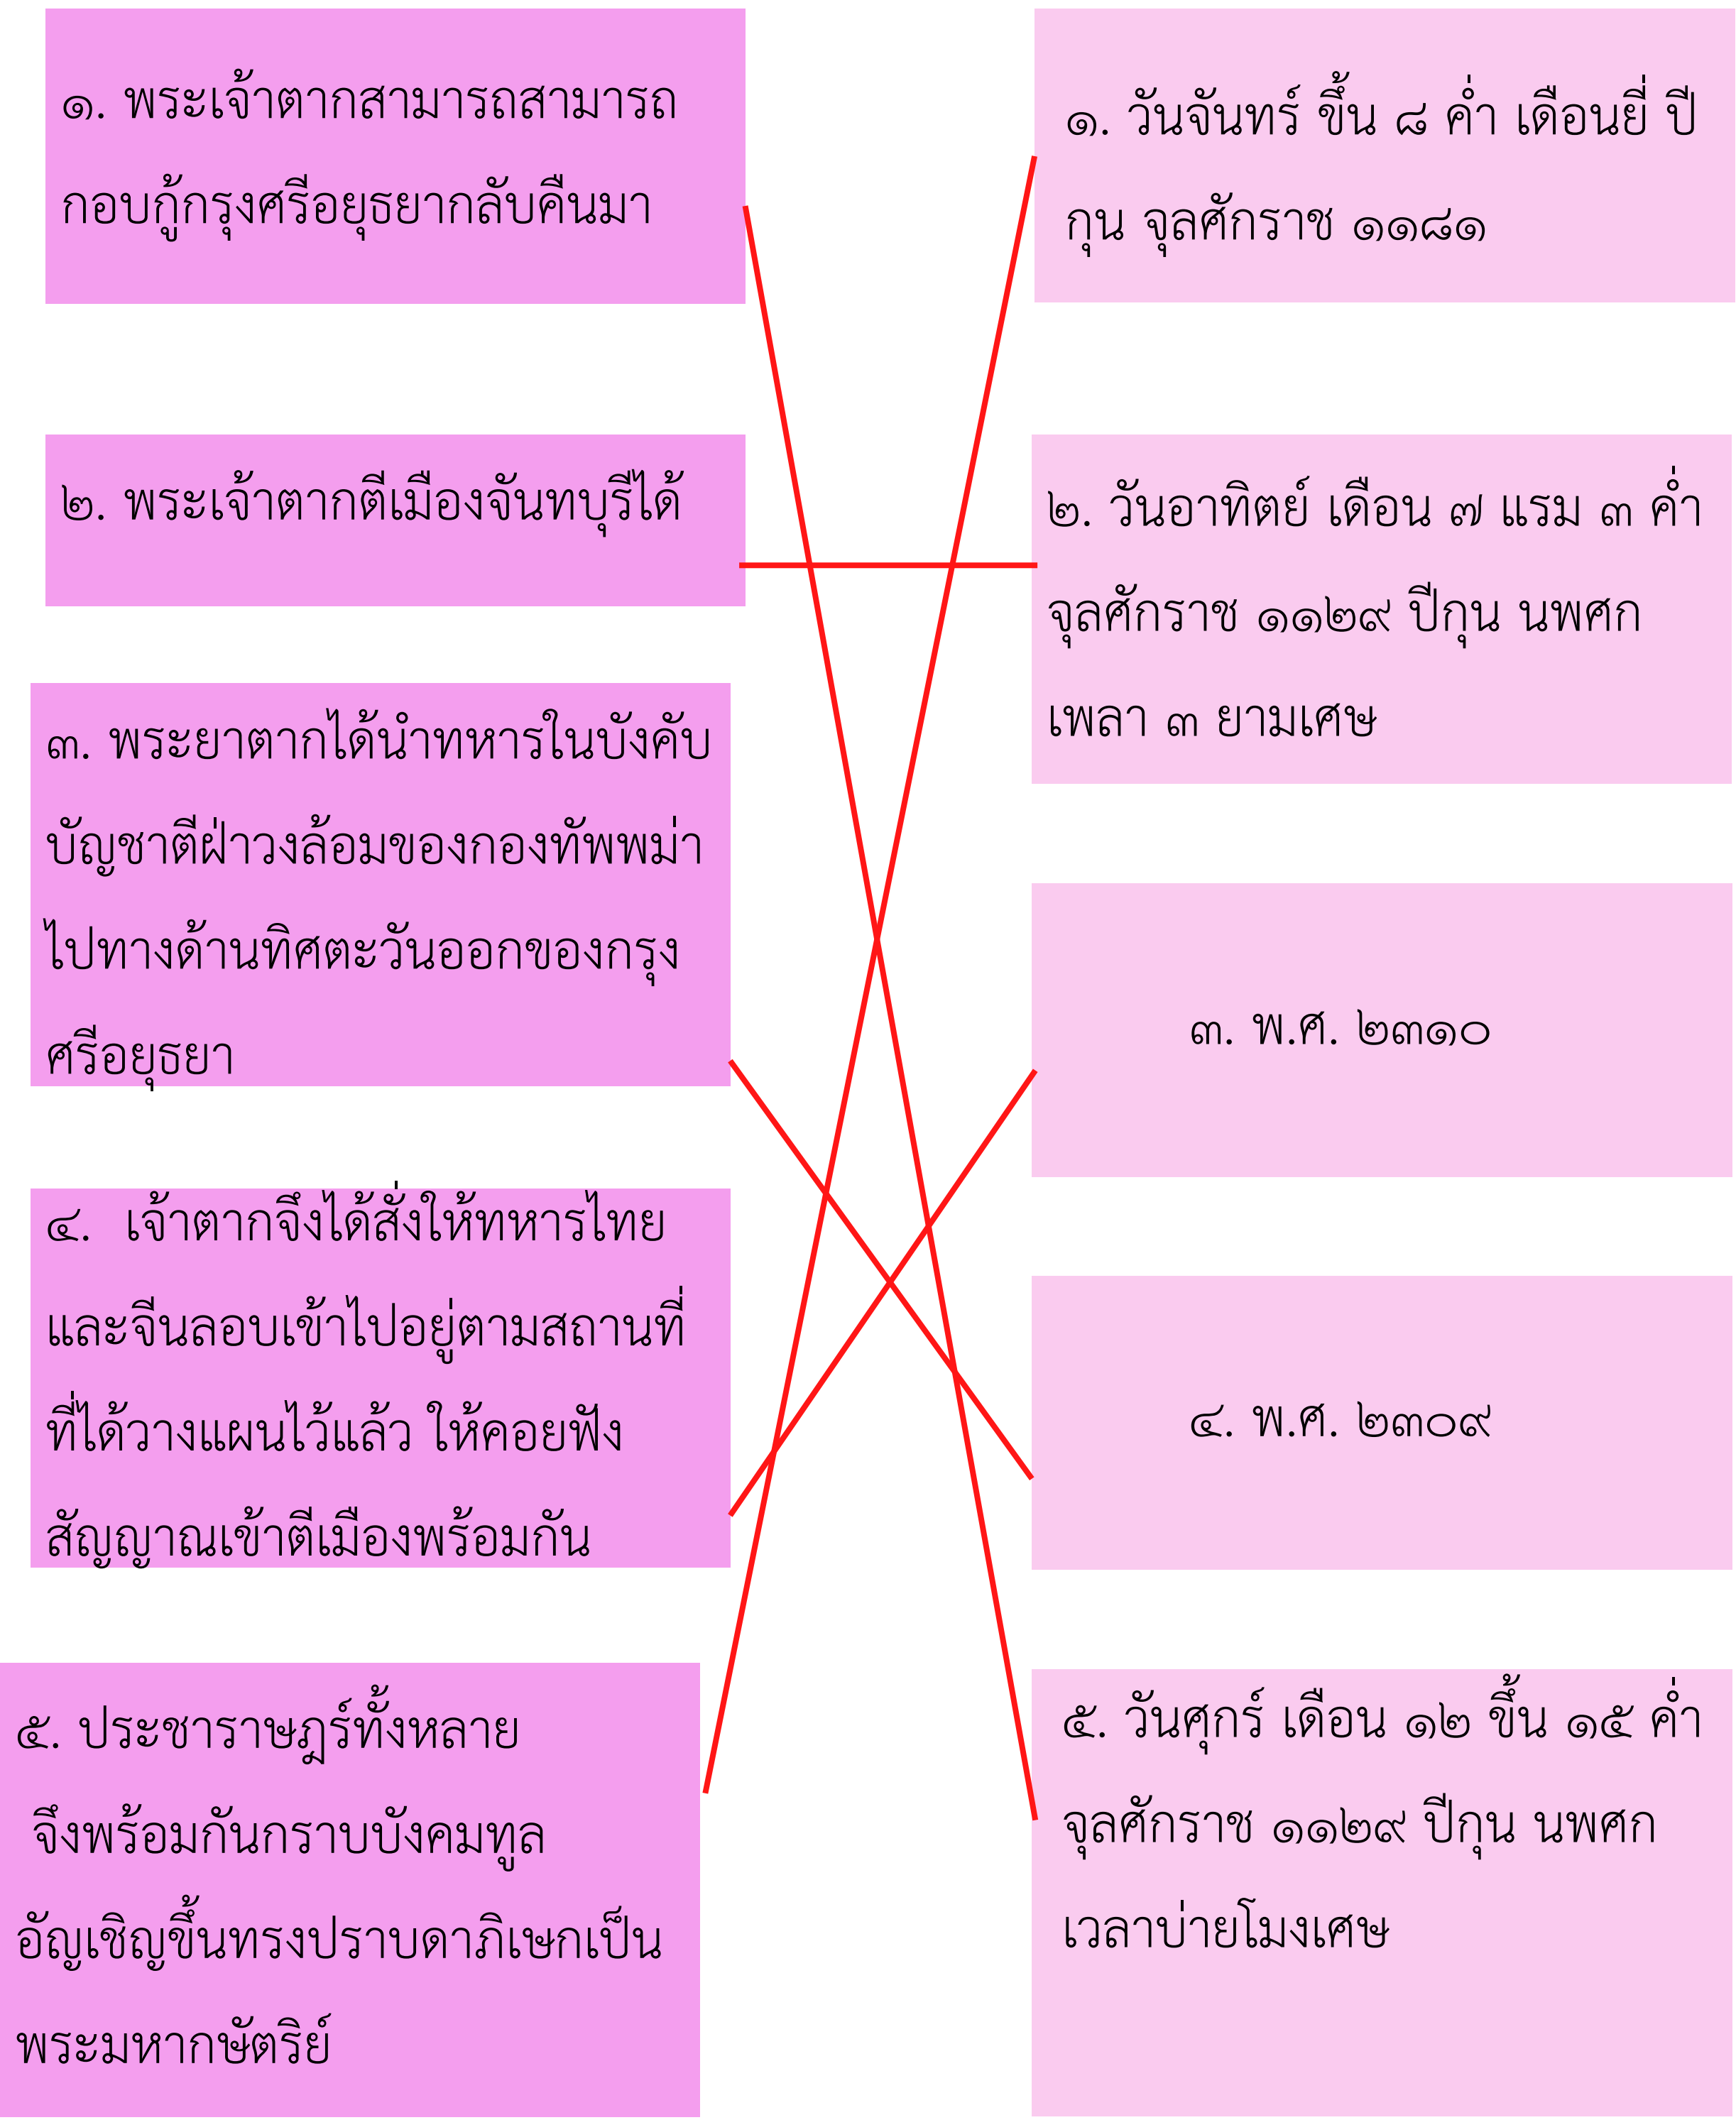 ๑. พระเจ้าตากสามารถสามารถ
กอบกู้กรุงศรีอยุธยากลับคืนมา
๒. พระเจ้าตากตีเมืองจันทบุรีได้
๓. พระยาตากได้นำทหารในบังคับ
บัญชาตีฝ่าวงล้อมของกองทัพพม่า
ไปทางด้านทิศตะวันออกของกรุง
ศรีอยุธยา
๔. เจ้าตากจึงได้สั่งให้ทหารไทย
และจีนลอบเข้าไปอยู่ตามสถานที่
ที่ได้วางแผนไว้แล้ว ให้คอยฟัง
สัญญาณเข้าตีเมืองพร้อมกัน
๕. ประชาราษฎร์ทั้งหลาย
จึงพร้อมกันกราบบังคมทูล
อัญเชิญขึ้นทรงปราบดาภิเษกเป็น
พระมหากษัตริย์
๑. วันจันทร์ ขึ้น ๘ ค่ำ เดือนยี่ ปี
กุน จุลศักราช ๑๑๘๑
๒. วันอาทิตย์ เดือน ๗ แรม ๓ ค่ำ
จุลศักราช ๑๑๒๙ ปีกุน นพศก
เพลา ๓ ยามเศษ
๓. พ.ศ. ๒๓๑๐
๔. พ.ศ. ๒๓๐๙
๕. วันศุกร์ เดือน ๑๒ ขึ้น ๑๕ ค่ำ
จุลศักราช ๑๑๒๙ ปีกุน นพศก
เวลาบ่ายโมงเศษ